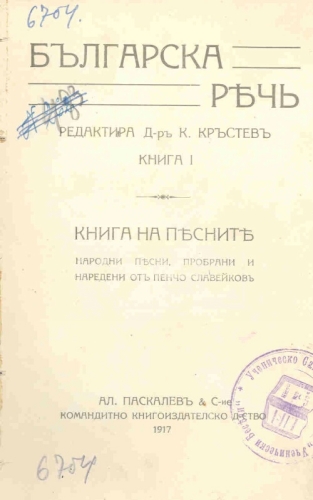 6704.
БЪЛГАРСКА
РѢЧЬ
РЕДАКТИРА Д-РЪ К. КРЪСТЕВЪ
КНИГА I
КНИГА НА ПѢСНИТѢ
НАРОДНИ ПѢСНИ, ПРОБРАНИ И
НАРЕДЕНИ ОТЪ ПЕНЧО СЛАВЕЙКОВЪ
АЛ. ПАСКАЛЕВЪ & С-ие
КОМАНДИТНО КНИГОИЗДАТЕЛСКО Д-СТВО
1917
Ученическо
6704